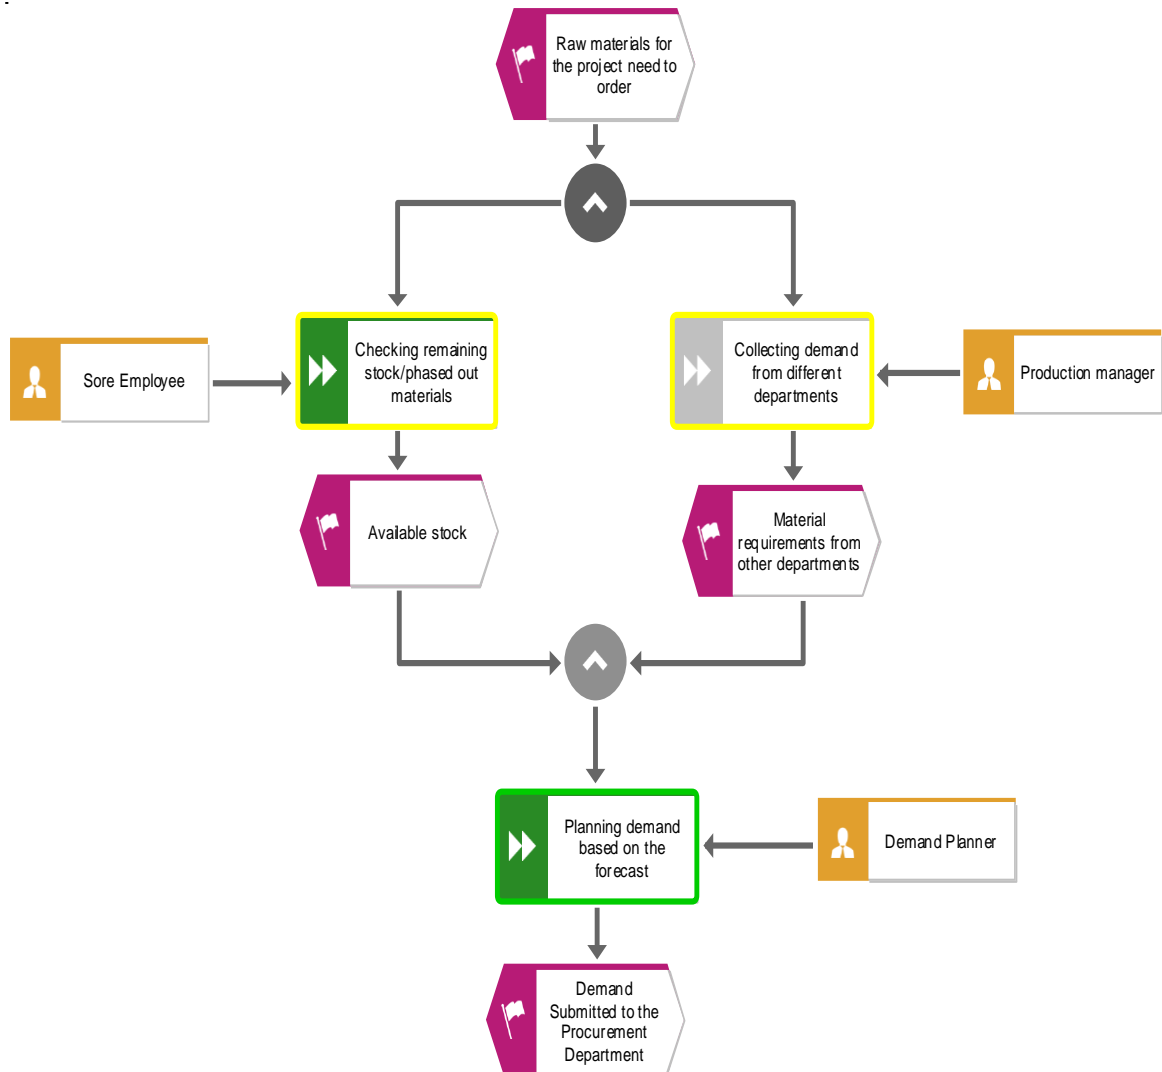 Raw materials for
the project need to
order
Checking remaining
stock/phased out
materials
Collecting demand
from different
departments
Sore Employee
Production manager
Available stock
Material
requirements from
other departments
Planning demand
based on the
forecast
Demand Planner
Demand
Submitted to the
Procurement
Department